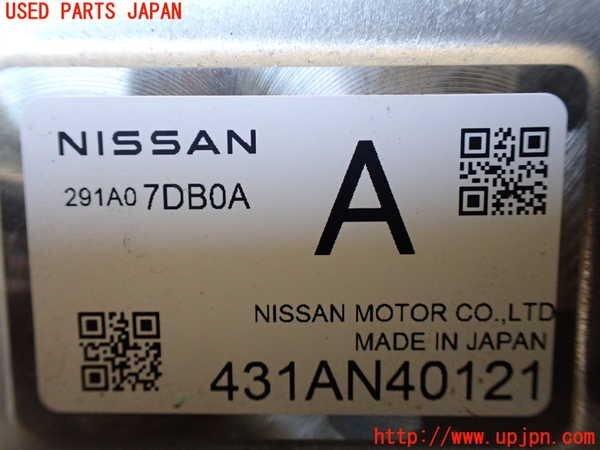 USED PARTS JAPAN
NISSAN
291A0 7DB0A
A
NISSAN MOTOR CO.,LTD
MADE IN JAPAN
431AN40121
http://www.upjpn.com/